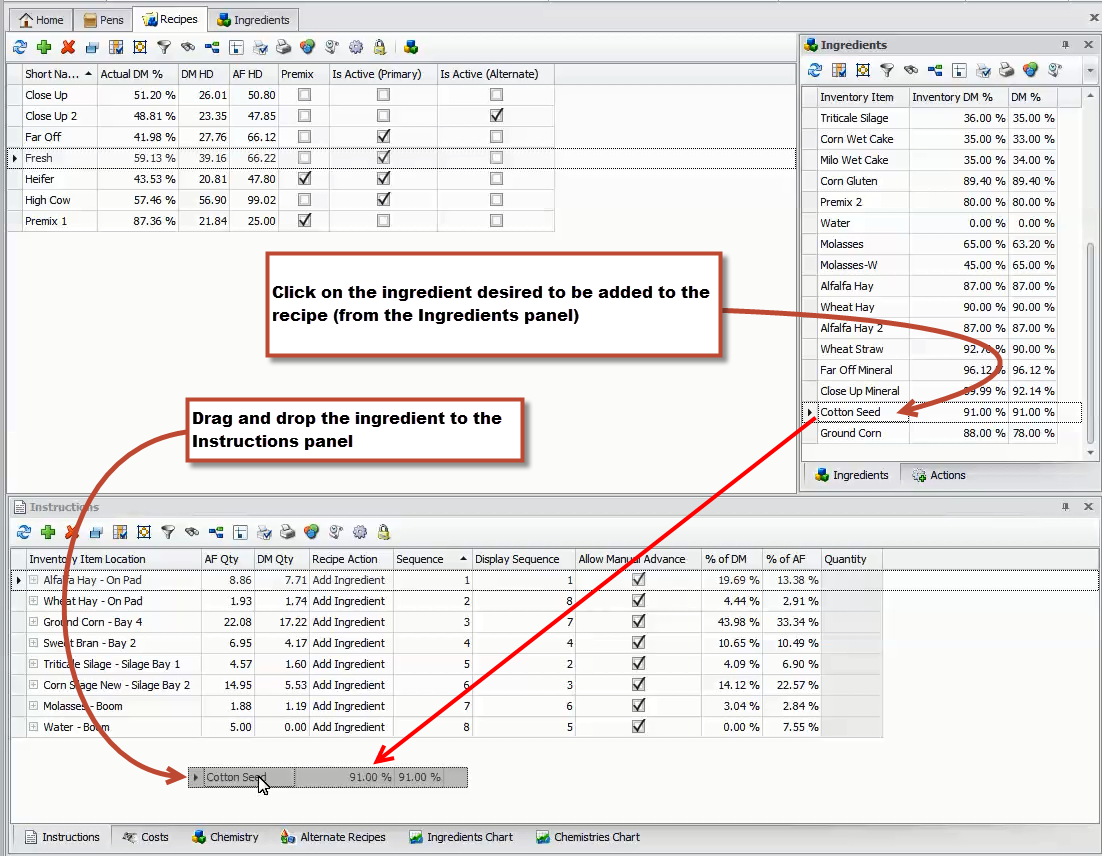 Home Pens Recipes Ingredients
Short Na... Actual DM % DM HD AF HD Premix Is Active (Primary) Is Active (Alternate)
Close Up 51.20 % 26.01 50.80
Close Up 2 48.81 % 23.35 47.85
Far Off 41.98 % 27.76 66.12
Fresh 59.13 % 39.16 66.22
Heifer 43.53 % 20.81 47.80
High Cow 57.46 % 56.90 99.02
Premix 1 87.36 % 21.84 25.00
Click on the ingredient desired to be added to the
recipe (from the Ingredients panel)
Drag and drop the ingredient to the
Instructions panel
Ingredients
Inventory Item Inventory DM % DM %
Triticale Silage 36.00 % 35.00 %
Corn Wet Cake 35.00 % 33.00 %
Milo Wet Cake 35.00 % 34.00 %
Corn Gluten 89.40 % 89.40 %
Premix 2 80.00 % 80.00 %
Water 0.00 % 0.00 %
Molasses 65.00 % 63.20 %
Molasses-W 45.00 % 65.00 %
Alfalfa Hay 87.00 % 87.00 %
Wheat Hay 90.00 % 90.00 %
Alfalfa Hay 2 87.00 % 87.00 %
Wheat Straw 92.70 % 90.00 %
Far Off Mineral 96.12 % 96.12 %
Close Up Mineral 99.99 % 92.14 %
Cotton Seed 91.00 % 91.00 %
Ground Corn 88.00 % 78.00 %
Ingredients Actions
Instructions
Inventory Item Location AF Qty DM Qty Recipe Action Sequence Display Sequence Allow Manual Advance % of DM % of AF Quantity
Alfalfa Hay - On Pad 8.86 7.71 Add Ingredient 1 1 19.69 % 13.38 %
Wheat Hay - On Pad 1.93 1.74 Add Ingredient 2 8 4.44 % 2.91 %
Ground Corn - Bay 4 22.08 17.22 Add Ingredient 3 7 43.98 % 33.34 %
Sweet Bran - Bay 2 6.95 4.17 Add Ingredient 4 4 10.65 % 10.49 %
Triticale Silage - Silage Bay 1 4.57 1.60 Add Ingredient 5 2 4.09 % 6.90 %
Corn Silage New - Silage Bay 2 14.95 5.53 Add Ingredient 6 3 14.12 % 22.57 %
Molasses - Boom 1.88 1.19 Add Ingredient 7 6 3.04 % 2.84 %
Water - Boom 5.00 0.00 Add Ingredient 8 5 0.00 % 7.55 %
Cotton Seed 91.00 % 91.00 %
Instructions Costs Chemistry Alternate Recipes Ingredients Chart Chemistries Chart